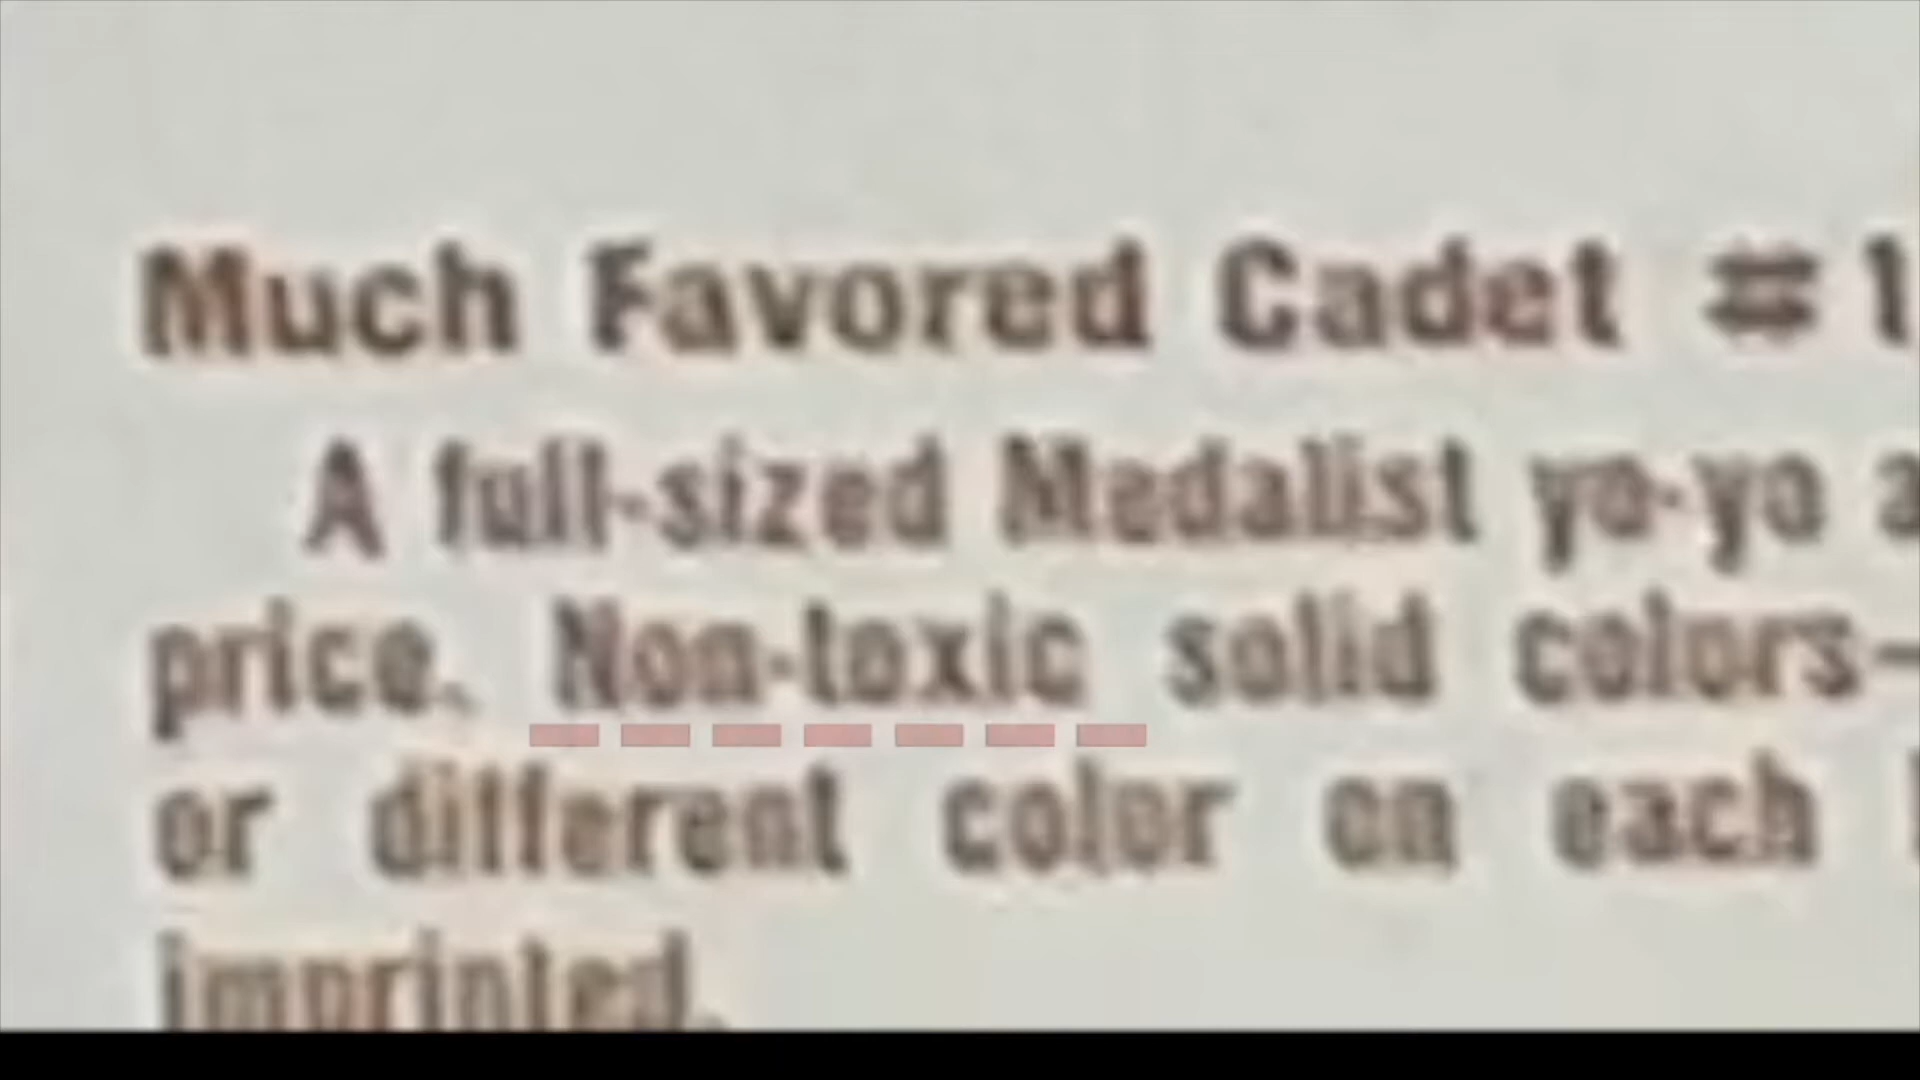 Much Favored Cadet #1
A full-sized Medalist yo-yo a
price. Non-toxic solid colors—
or different color on each
imprinted.